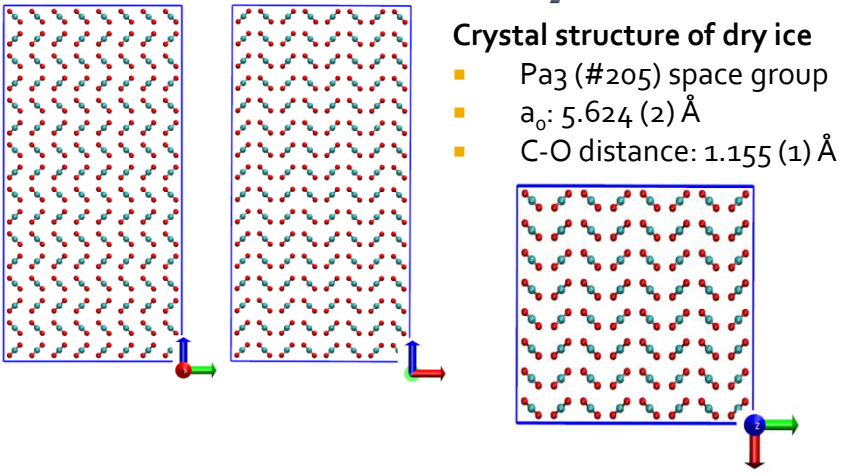 Crystal structure of dry ice
Pa3 (#205) space group
a₀: 5.624 (2) Å
C-O distance: 1.155 (1) Å
x
z